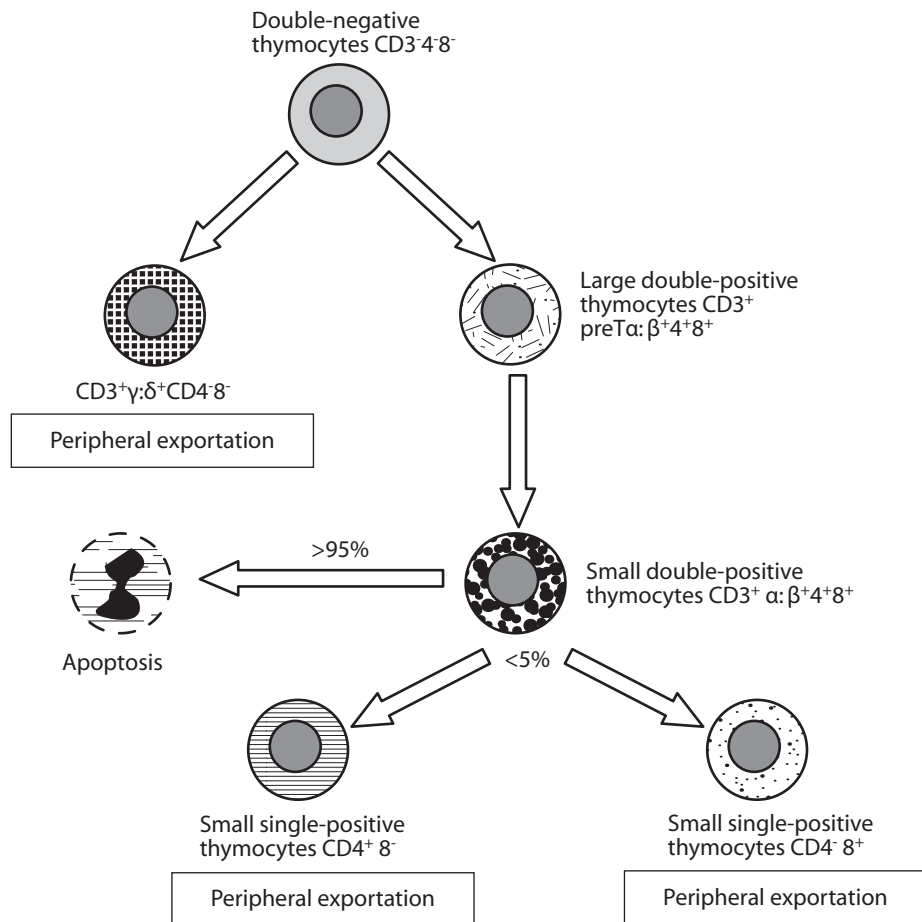 Double-negative
thymocytes CD3⁻4⁻8⁻
Large double-positive
thymocytes CD3⁺
preTα:β⁺4⁺8⁺
CD3⁺γ:δ⁺CD4⁻8⁻
Peripheral exportation
>95%
Small double-positive
thymocytes CD3⁺ α:β⁺4⁺8⁺
Apoptosis
<5%
Small single-positive
thymocytes CD4⁺ 8⁻
Peripheral exportation
Small single-positive
thymocytes CD4⁻ 8⁺
Peripheral exportation